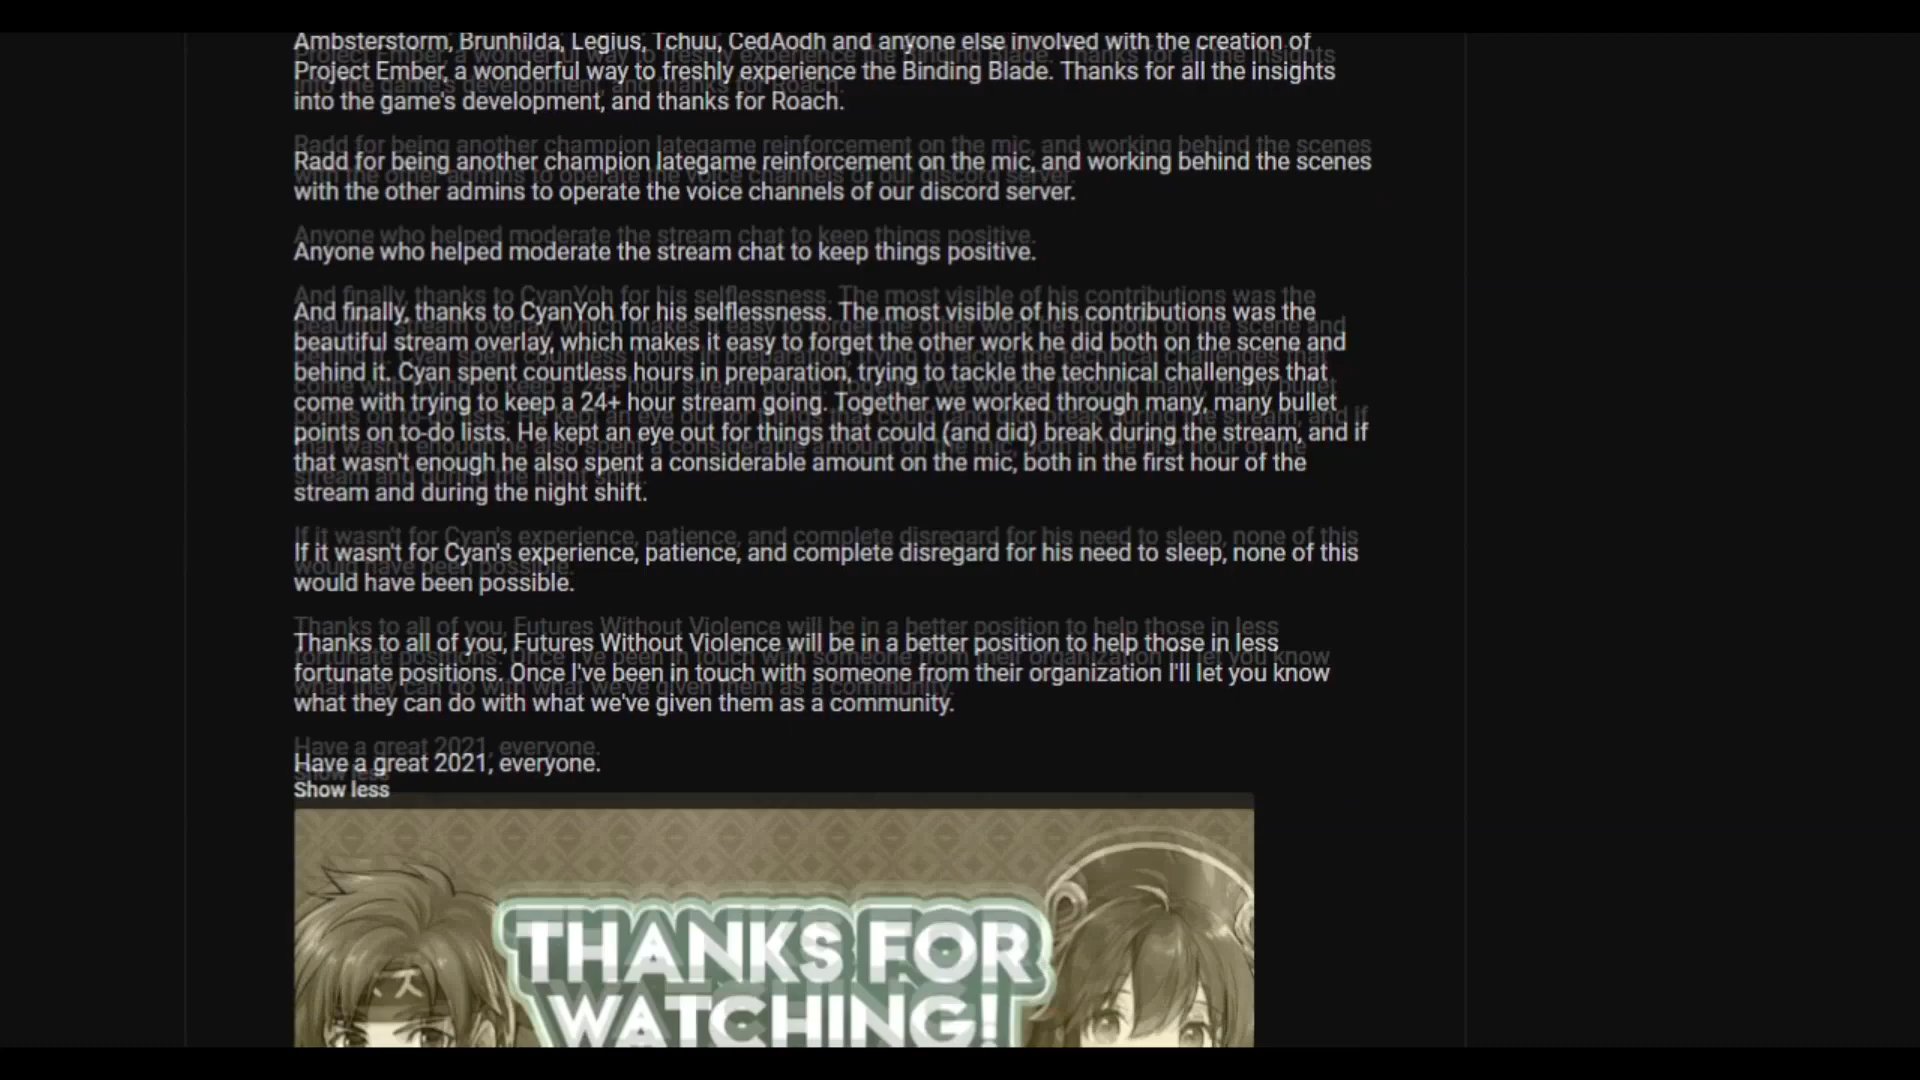 Ambsterstorm, Brunhilda, Legius, Tchuu, CedAodh and anyone else involved with the creation of
Project Ember, a wonderful way to freshly experience the Binding Blade. Thanks for all the insights
into the game's development, and thanks for Roach.
Radd for being another champion lategame reinforcement on the mic, and working behind the scenes
with the other admins to operate the voice channels of our discord server.
Anyone who helped moderate the stream chat to keep things positive.
And finally, thanks to CyanYoh for his selflessness. The most visible of his contributions was the
beautiful stream overlay, which makes it easy to forget the other work he did both on the scene and
behind it. Cyan spent countless hours in preparation, trying to tackle the technical challenges that
come with trying to keep a 24+ hour stream going. Together we worked through many, many bullet
points on to-do lists. He kept an eye out for things that could (and did) break during the stream, and if
that wasn't enough he also spent a considerable amount on the mic, both in the first hour of the
stream and during the night shift.
If it wasn't for Cyan's experience, patience, and complete disregard for his need to sleep, none of this
would have been possible.
Thanks to all of you, Futures Without Violence will be in a better position to help those in less
fortunate positions. Once I've been in touch with someone from their organization I'll let you know
what they can do with what we've given them as a community.
Have a great 2021, everyone.
Show less
THANKS FOR
WATCHING!